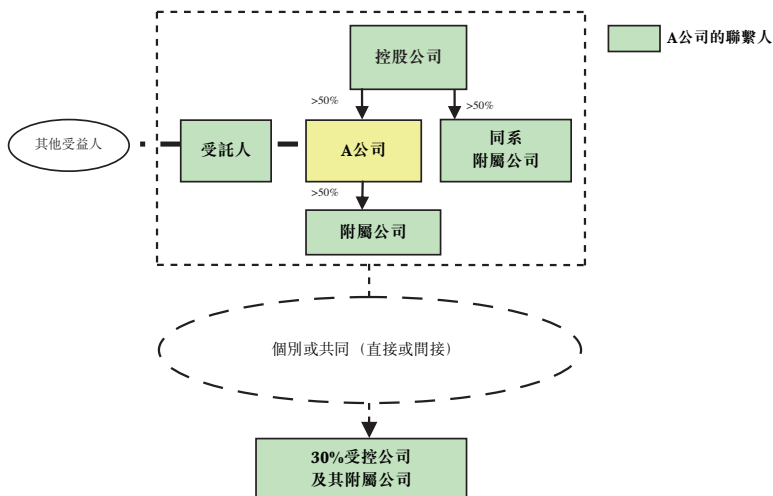 A公司的聯繫人
控股公司
>50%
>50%
其他受益人
受託人
A公司
同系
附屬公司
>50%
附屬公司
個別或共同（直接或間接）
30%受控公司
及其附屬公司